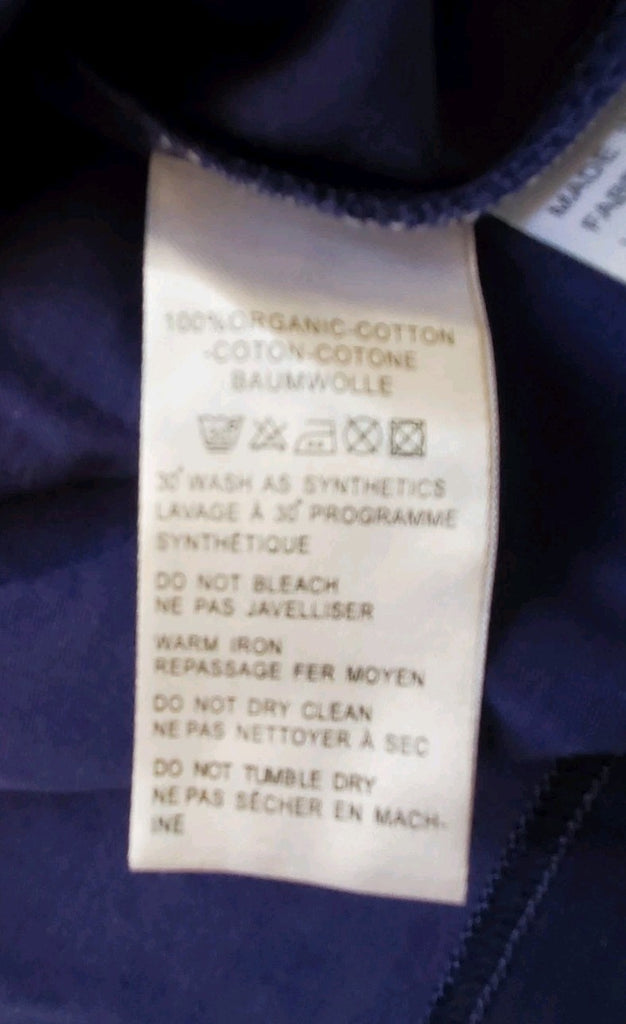 100% ORGANIC-COTTON
-COTON-COTONE
BAUMWOLLE
30° WASH AS SYNTHETICS
LAVAGE À 30° PROGRAMME
SYNTHÉTIQUE
DO NOT BLEACH
NE PAS JAVELLISER
WARM IRON
REPASSAGE FER MOYEN
DO NOT DRY CLEAN
NE PAS NETTOYER À SEC
DO NOT TUMBLE DRY
NE PAS SÉCHER EN MACH-
INE
MADE
FAB